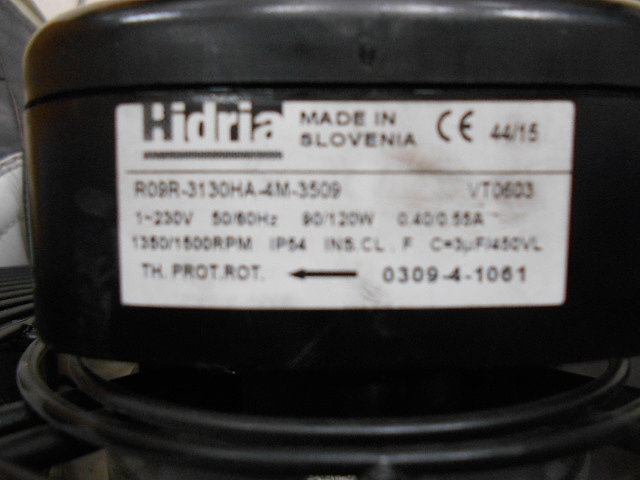 Hidria MADE IN SLOVENIA CE 44/15
R09R-3130HA-4M-3509 VT0603
1~230V 50/60Hz 90/120W 0.40/0.55A
1350/1500RPM IP54 INS.CL. F C=3µF/450VL
TH. PROT.ROT. ← 0309-4-1061